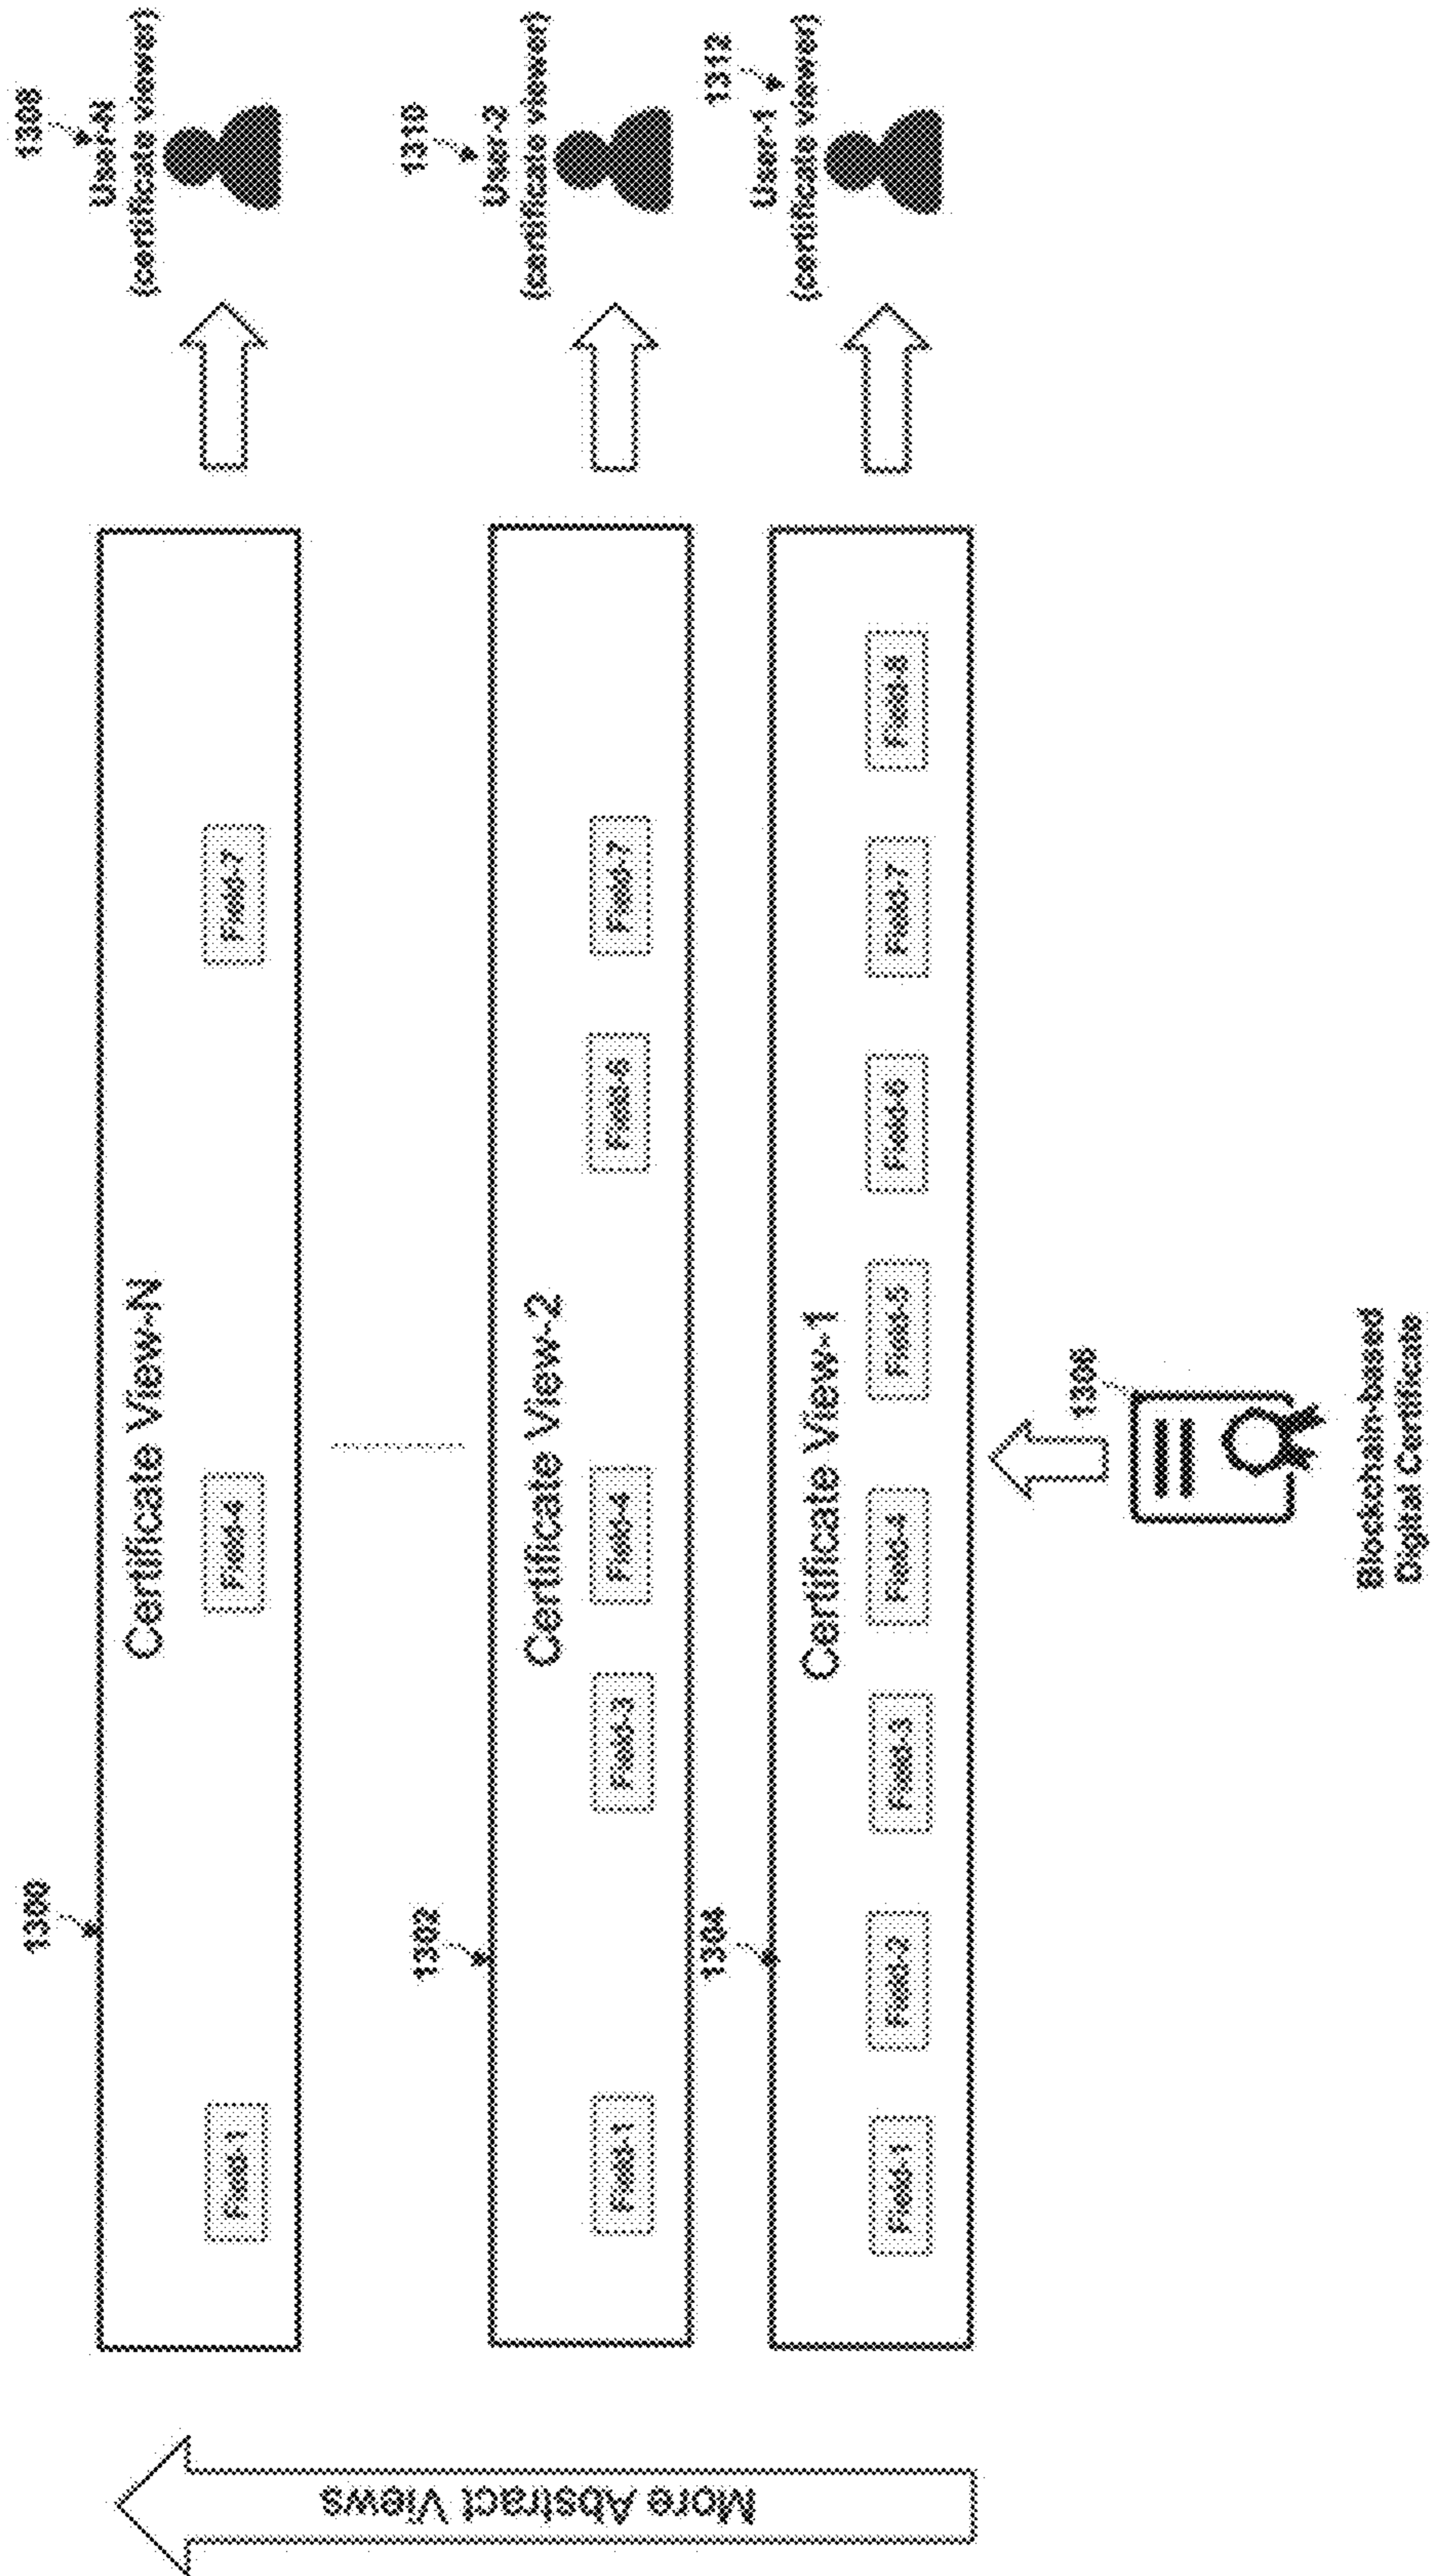 More Abstract Views
1300
1308
User-N
(certificate viewer)
Certificate View-N
Field-1
Field-4
Field-7
1302
1310
User-2
(certificate viewer)
Certificate View-2
Field-1
Field-3
Field-4
Field-6
Field-7
1304
1312
User-1
(certificate viewer)
Certificate View-1
Field-1
Field-2
Field-3
Field-4
Field-5
Field-6
Field-7
Field-8
1306
Blockchain-based
Digital Certificate